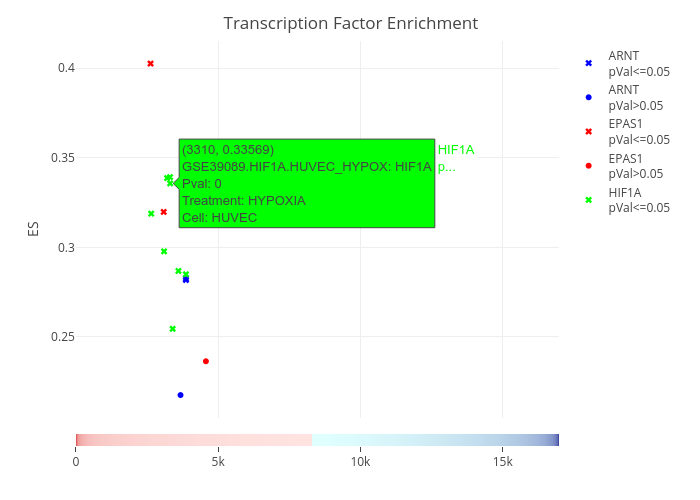 Transcription Factor Enrichment
ES
0.4
0.35
0.3
0.25
(3310, 0.33569)
GSE39089.HIF1A.HUVEC_HYPOX: HIF1A
Pval: 0
Treatment: HYPOXIA
Cell: HUVEC
HIF1A
p...
ARNT
pVal<=0.05
ARNT
pVal>0.05
EPAS1
pVal<=0.05
EPAS1
pVal>0.05
HIF1A
pVal<=0.05
0
5k
10k
15k